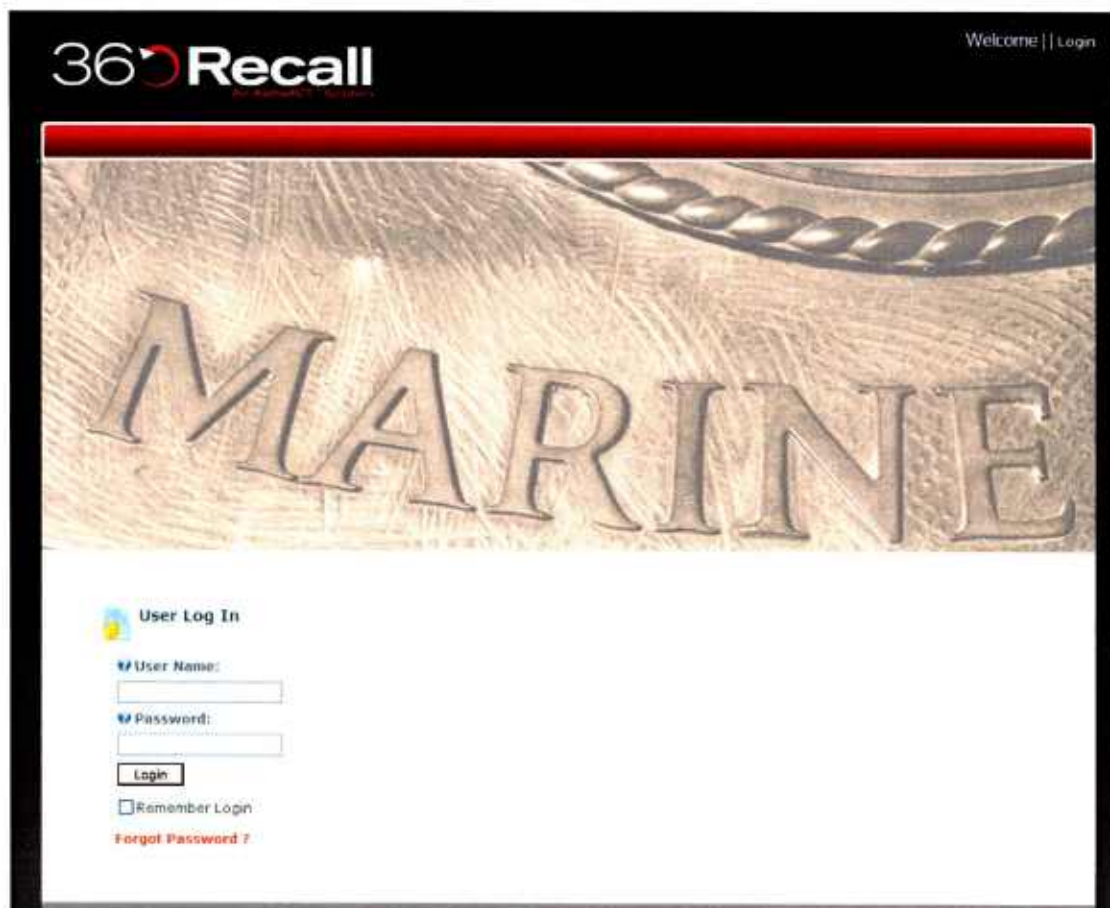 Welcome || Login
36 Recall
MARINE
User Log In
User Name:
Password:
Login
Remember Login
Forgot Password ?